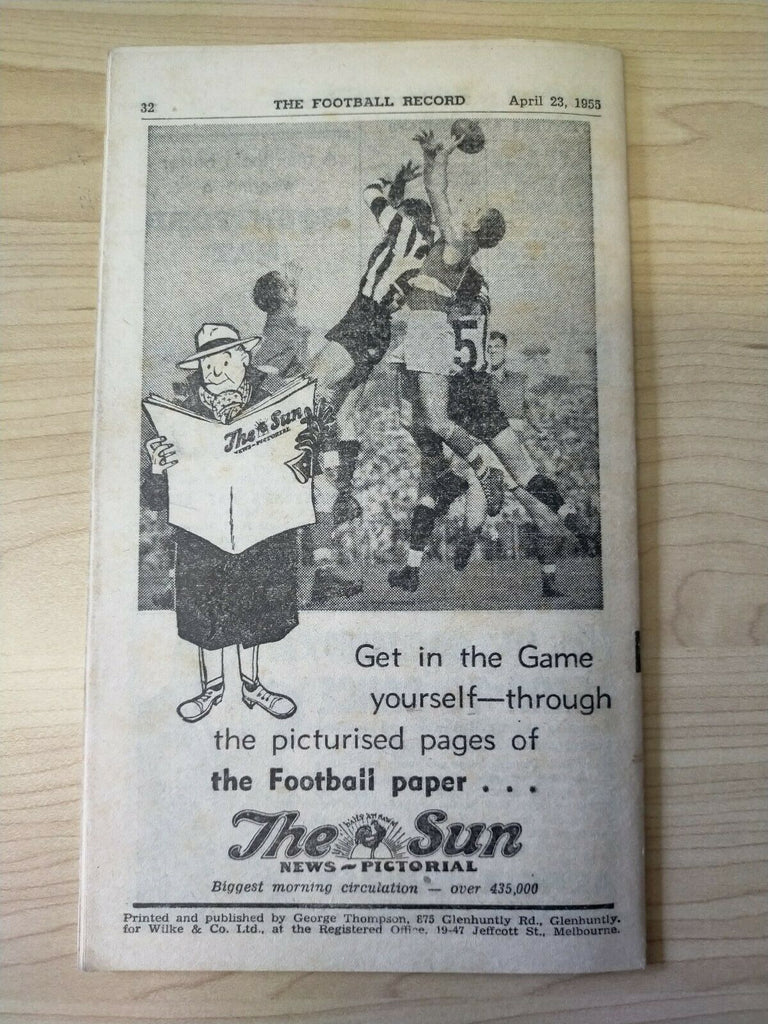 32 THE FOOTBALL RECORD April 23, 1955
5
The Sun
NEWS-PICTORIAL
Get in the Game
yourself—through
the picturised pages of
the Football paper . . .
The Sun
NEWS-PICTORIAL
Biggest morning circulation — over 435,000
Printed and published by George Thompson, 875 Glenhuntly Rd., Glenhuntly.
for Wilke & Co. Ltd., at the Registered Office, 19-47 Jeffcott St., Melbourne.